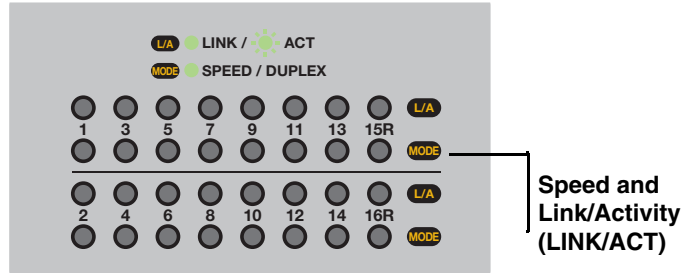 L/A LINK / ACT
MODE SPEED / DUPLEX
L/A
1 3 5 7 9 11 13 15R
MODE
L/A
2 4 6 8 10 12 14 16R
MODE
Speed and
Link/Activity
(LINK/ACT)